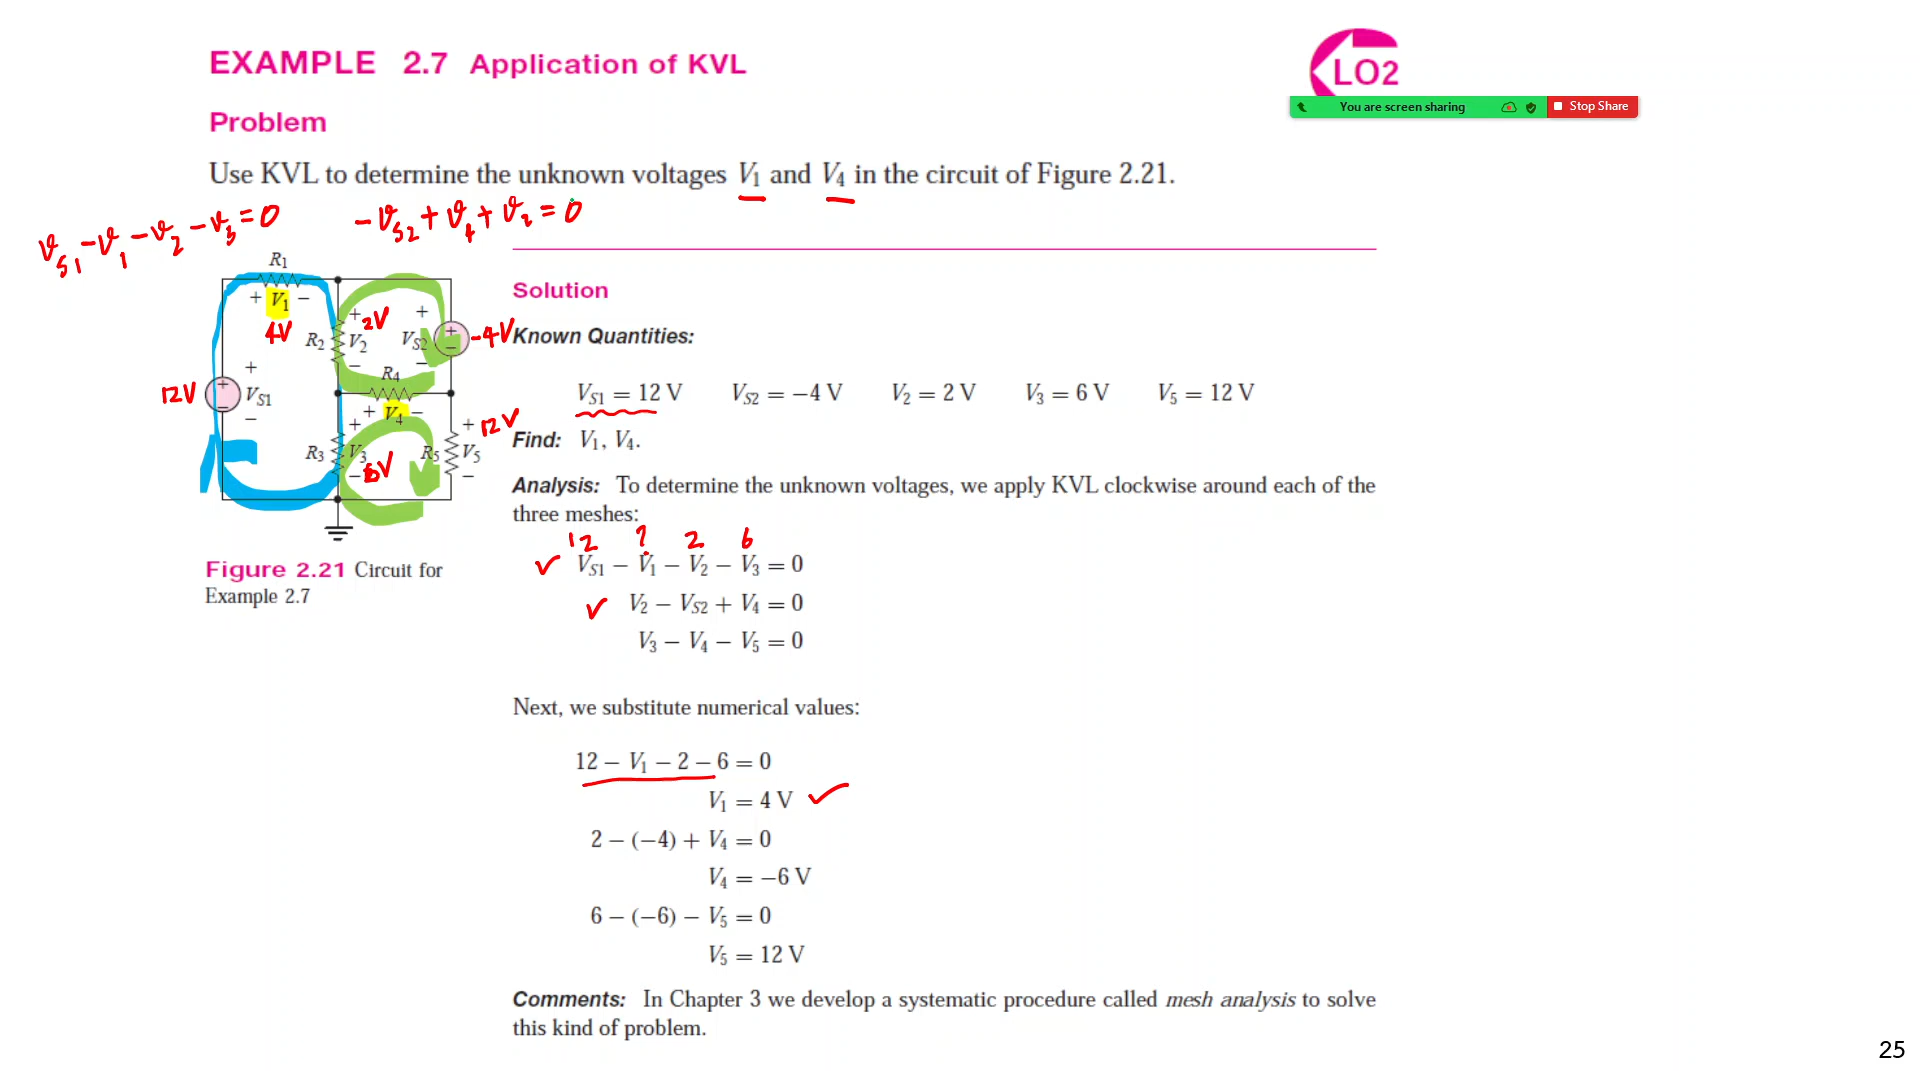 EXAMPLE 2.7 Application of KVL
LO2
You are screen sharing
Stop Share
Problem
Use KVL to determine the unknown voltages V1 and V4 in the circuit of Figure 2.21.
vS1 − v1 − v2 − v3 = 0
−vS2 + v4 + v2 = 0
R1
+ V1 −
4V
R2
+
V2
−
2V
+
VS2
−
+
−
-4V
12V
+
−
+
VS1
−
R4
+ V4 −
R3
+
V3
−
6V
R5
+
V5
−
12V
Figure 2.21 Circuit for
Example 2.7
Solution
Known Quantities:
VS1 = 12 V VS2 = −4 V V2 = 2 V V3 = 6 V V5 = 12 V
Find: V1, V4.
Analysis: To determine the unknown voltages, we apply KVL clockwise around each of the
three meshes:
12 ? 2 6
VS1 − V1 − V2 − V3 = 0
V2 − VS2 + V4 = 0
V3 − V4 − V5 = 0
Next, we substitute numerical values:
12 − V1 − 2 − 6 = 0
V1 = 4 V
2 − (−4) + V4 = 0
V4 = −6 V
6 − (−6) − V5 = 0
V5 = 12 V
Comments: In Chapter 3 we develop a systematic procedure called mesh analysis to solve
this kind of problem.
25